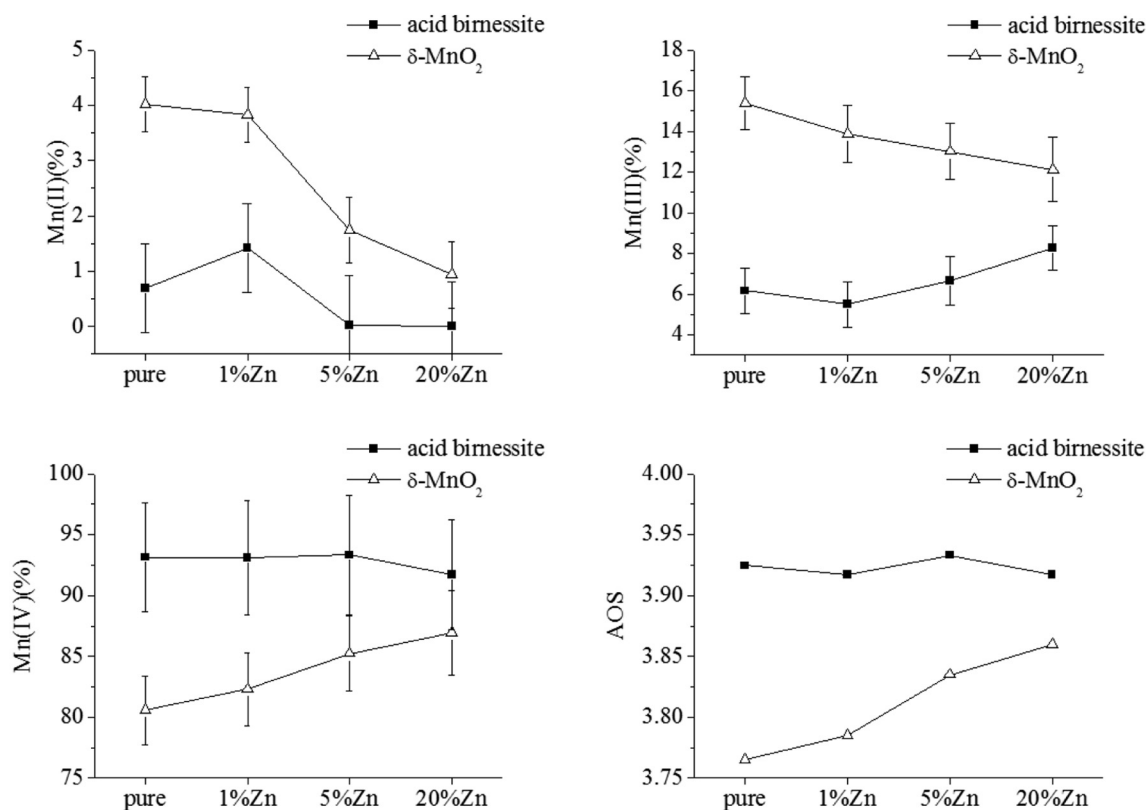 acid birnessite
δ-MnO₂
5
4
3
2
1
0
Mn(II)(%)
pure 1%Zn 5%Zn 20%Zn
acid birnessite
δ-MnO₂
18
16
14
12
10
8
6
4
Mn(III)(%)
pure 1%Zn 5%Zn 20%Zn
acid birnessite
δ-MnO₂
100
95
90
85
80
75
Mn(IV)(%)
pure 1%Zn 5%Zn 20%Zn
acid birnessite
δ-MnO₂
4.00
3.95
3.90
3.85
3.80
3.75
AOS
pure 1%Zn 5%Zn 20%Zn